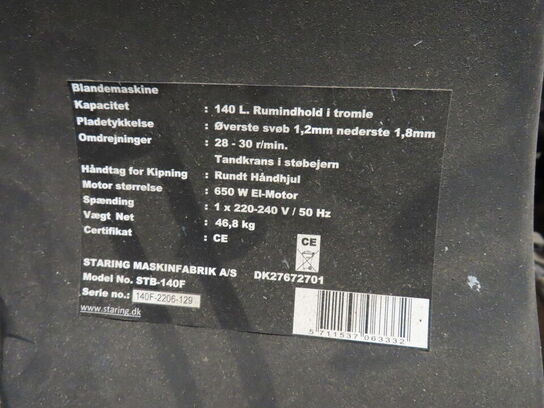 Blandemaskine
Kapacitet : 140 L. Rumindhold i tromle
Pladetykkelse : Øverste svøb 1,2mm nederste 1,8mm
Omdrejninger : 28 - 30 r/min.
Tandkrans i støbejern
Håndtag for Kipning : Rundt Håndhjul
Motor størrelse : 650 W El-Motor
Spænding : 1 x 220-240 V / 50 Hz
Vægt Net : 46,8 kg
Certifikat : CE
CE
STARING MASKINFABRIK A/S DK27672701
Model No. STB-140F
Serie no.: 140F-2206-129
www.staring.dk
5 711537 063332